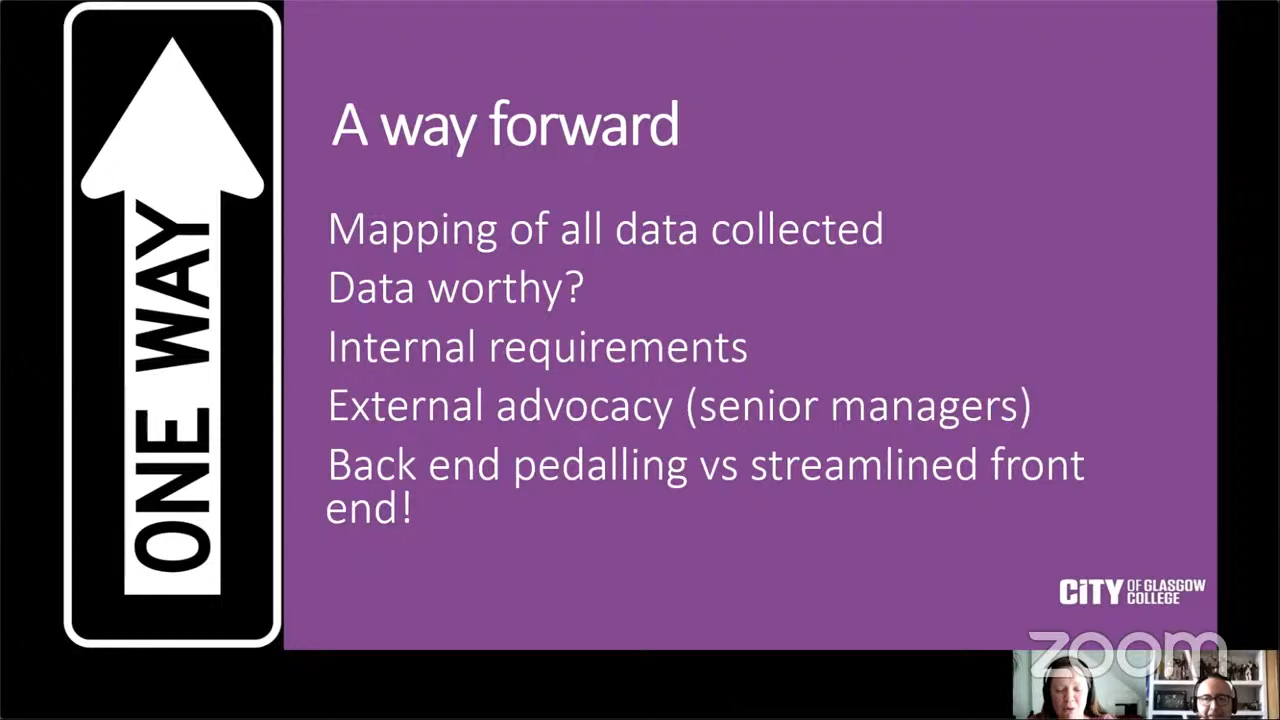 ONE WAY
A way forward
Mapping of all data collected
Data worthy?
Internal requirements
External advocacy (senior managers)
Back end pedalling vs streamlined front
end!
CiTY OF GLASGOW
COLLEGE
zoom